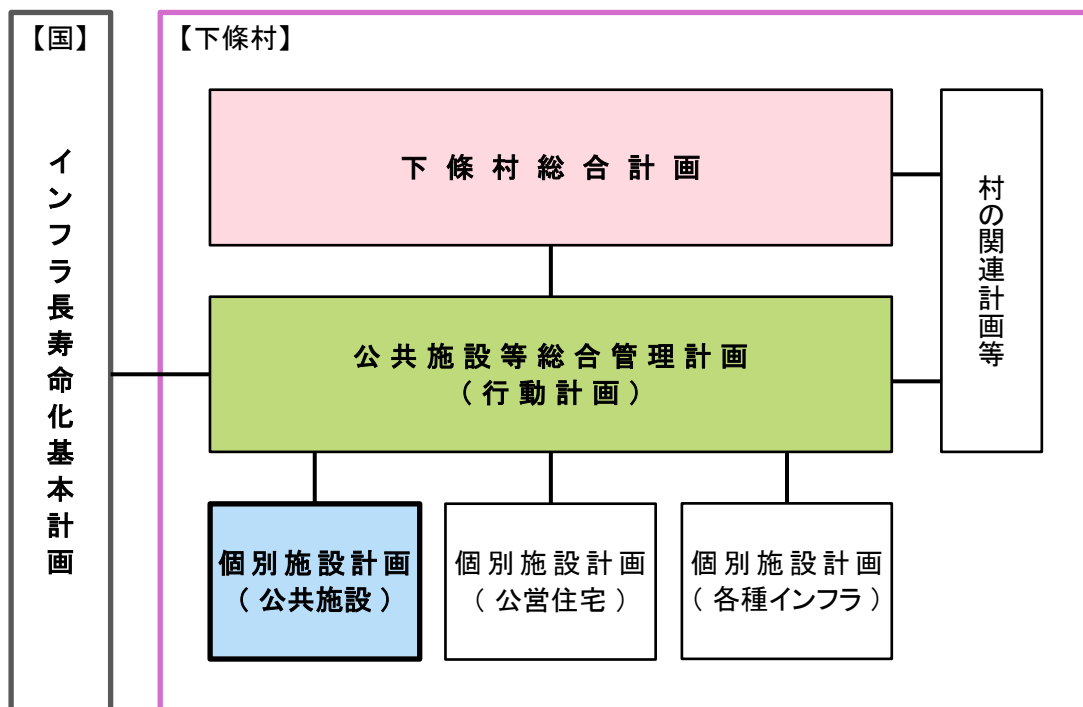 【国】
インフラ長寿命化基本計画
【下條村】
下條村総合計画
村の関連計画等
公共施設等総合管理計画
（行動計画）
個別施設計画
（公共施設）
個別施設計画
（公営住宅）
個別施設計画
（各種インフラ）